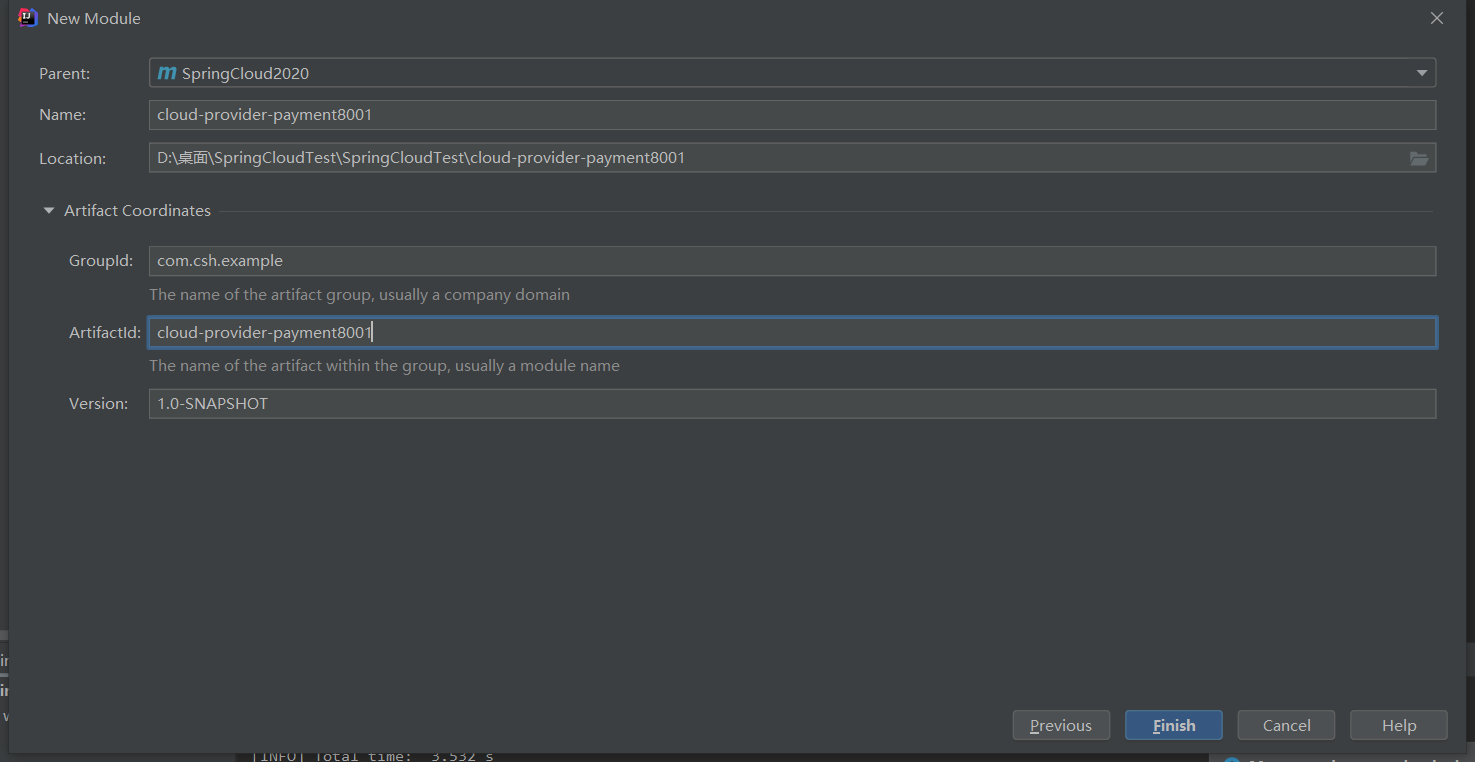 New Module
Parent: m SpringCloud2020
Name: cloud-provider-payment8001
Location: D:\桌面\SpringCloudTest\SpringCloudTest\cloud-provider-payment8001
Artifact Coordinates
GroupId: com.csh.example
The name of the artifact group, usually a company domain
ArtifactId: cloud-provider-payment8001
The name of the artifact within the group, usually a module name
Version: 1.0-SNAPSHOT
Previous Finish Cancel Help
[INFO] Total time: 3.532 s